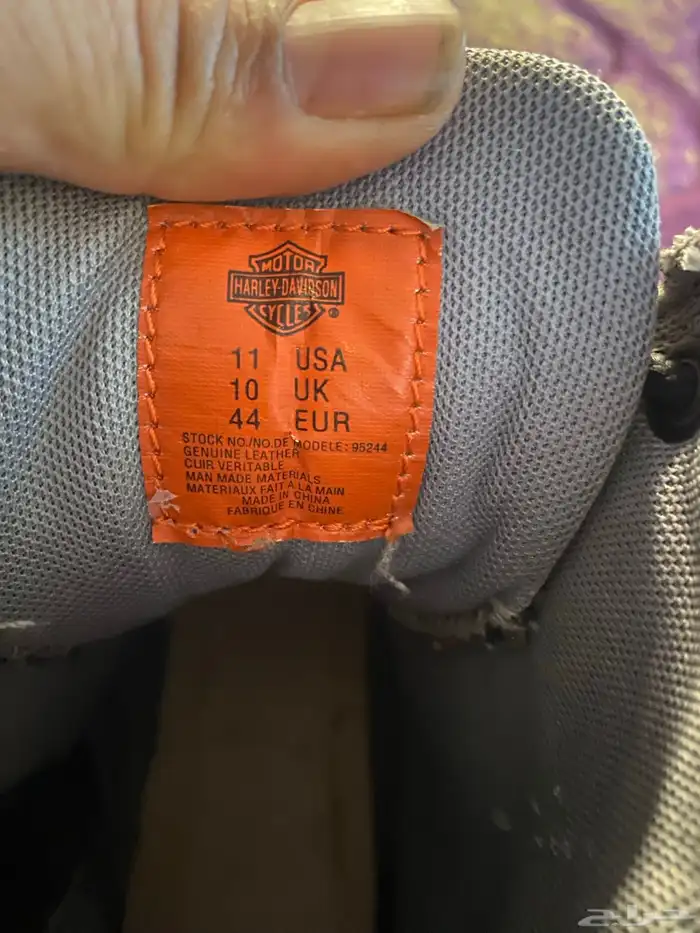 MOTOR
HARLEY-DAVIDSON
CYCLES
®
11 USA
10 UK
44 EUR
STOCK NO./NO.DE MODELE: 95244
GENUINE LEATHER
CUIR VERITABLE
MAN MADE MATERIALS
MATERIAUX FAIT A LA MAIN
MADE IN CHINA
FABRIQUE EN CHINE
حراج